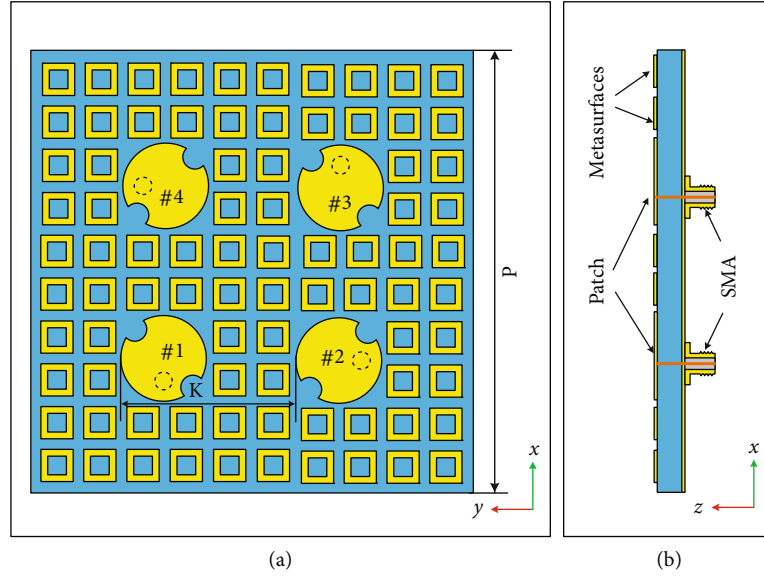 #4
#3
P
#1
#2
K
x
y
(a)
Metasurfaces
Patch
SMA
x
z
(b)